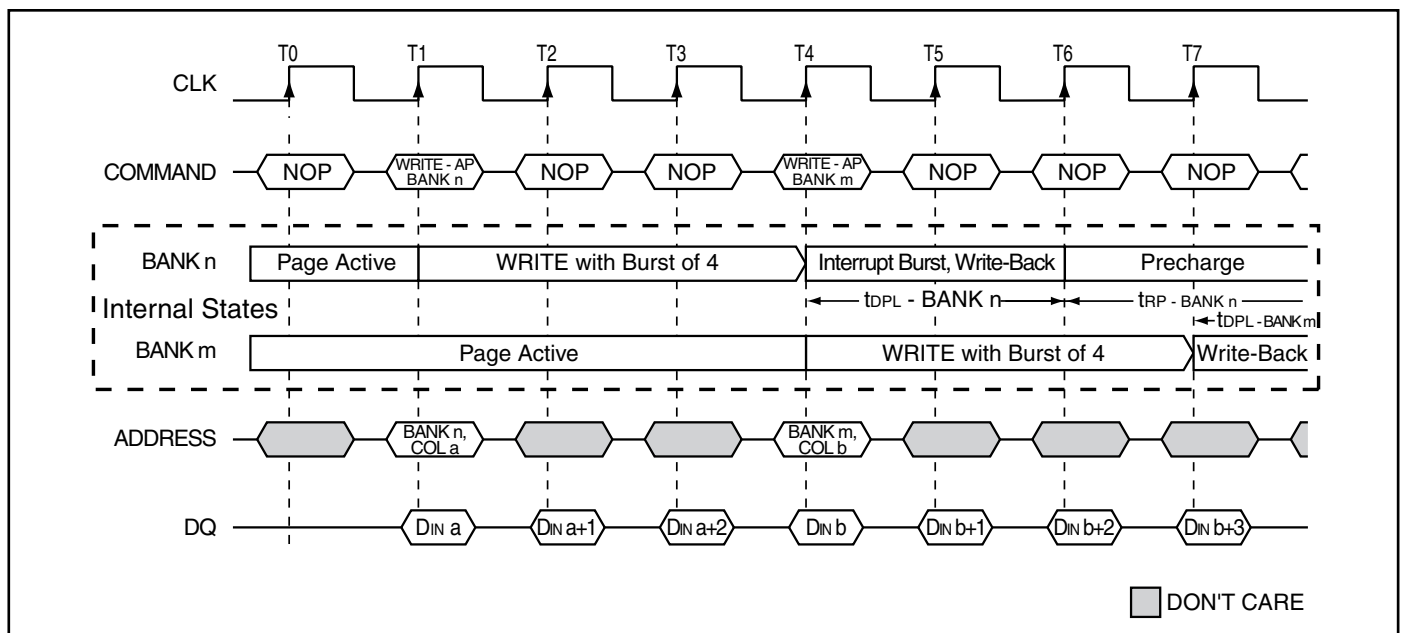 T0 T1 T2 T3 T4 T5 T6 T7
CLK
COMMAND NOP WRITE - AP BANK n NOP NOP WRITE - AP BANK m NOP NOP NOP
BANK n Page Active WRITE with Burst of 4 Interrupt Burst, Write-Back Precharge
Internal States tDPL - BANK n tRP - BANK n
tDPL - BANK m
BANK m Page Active WRITE with Burst of 4 Write-Back
ADDRESS BANK n, COL a BANK m, COL b
DQ DIN a DIN a+1 DIN a+2 DIN b DIN b+1 DIN b+2 DIN b+3
DON'T CARE